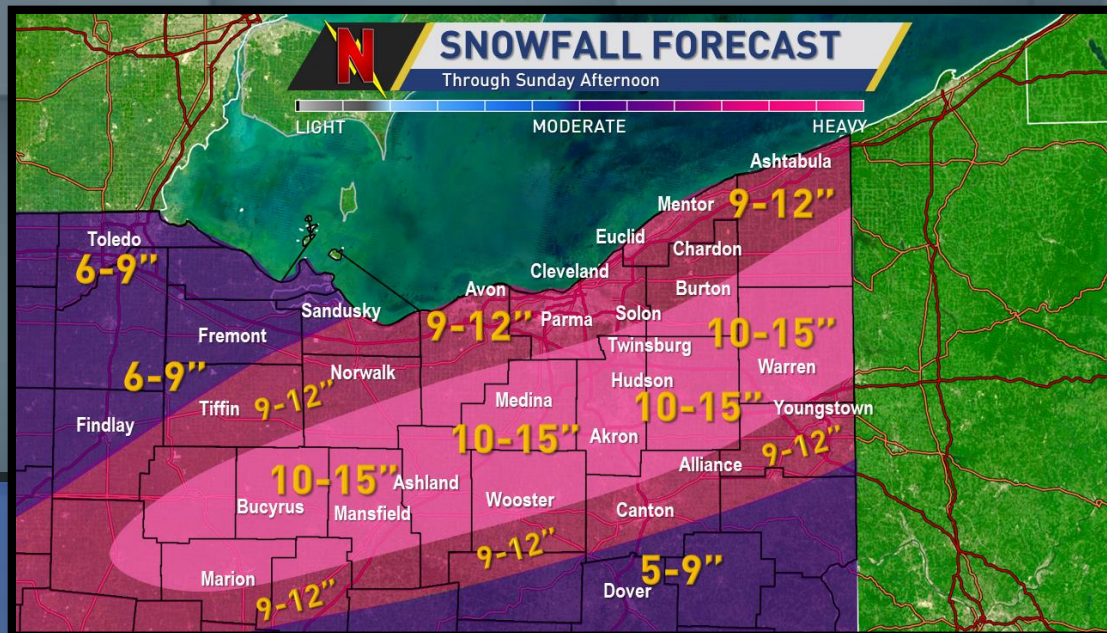 N
SNOWFALL FORECAST
Through Sunday Afternoon
LIGHT MODERATE HEAVY
Ashtabula
Mentor 9-12”
Euclid
Chardon
Toledo
6-9”
Cleveland
Avon
Burton
Sandusky
Solon
9-12” Parma
Fremont
10-15”
Twinsburg
Norwalk
Warren
6-9”
Hudson
Medina
9-12”
Tiffin
10-15”
Youngstown
Findlay
10-15” Akron
9-12”
Alliance
10-15” Ashland
Wooster
Bucyrus Mansfield
Canton
9-12”
5-9”
Marion
Dover
9-12”